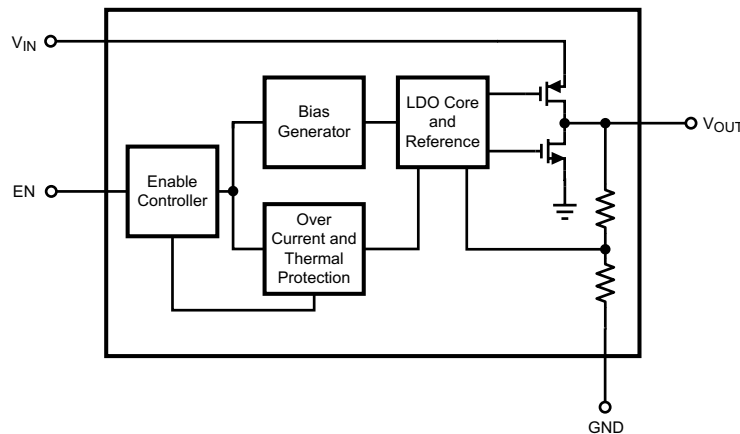 VIN
Bias
Generator
LDO Core
and
Reference
VOUT
EN
Enable
Controller
Over
Current and
Thermal
Protection
GND